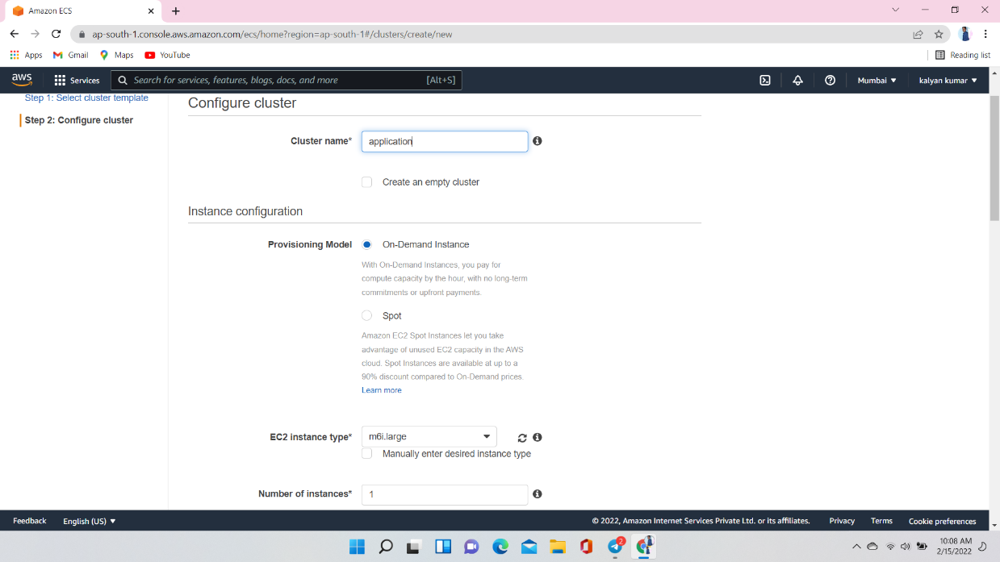 Amazon ECS
ap-south-1.console.aws.amazon.com/ecs/home?region=ap-south-1#/clusters/create/new
Apps Gmail Maps YouTube Reading list
aws Services Search for services, features, blogs, docs, and more [Alt+S] Mumbai kalyan kumar
Step 1: Select cluster template
Step 2: Configure cluster
Configure cluster
Cluster name* application
Create an empty cluster
Instance configuration
Provisioning Model On-Demand Instance
With On-Demand Instances, you pay for
compute capacity by the hour, with no long-term
commitments or upfront payments.
Spot
Amazon EC2 Spot Instances let you take
advantage of unused EC2 capacity in the AWS
cloud. Spot Instances are available at up to a
90% discount compared to On-Demand prices.
Learn more
EC2 instance type* m6i.large
Manually enter desired instance type
Number of instances* 1
Feedback English (US) © 2022, Amazon Internet Services Private Ltd. or its affiliates. Privacy Terms Cookie preferences
2
10:08 AM
2/15/2022